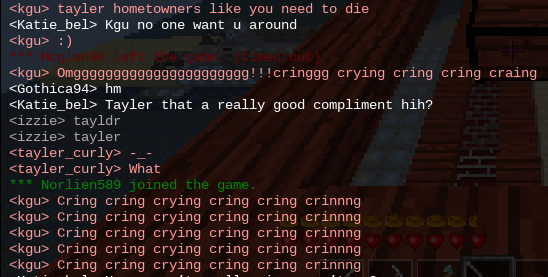 <kgu> tayler hometowners like you need to die
<Katie_bel> Kgu no one want u around
<kgu> :)
*** Region86 left the game. (timed out)
<kgu> Omgggggggggggggggggggggg!!!cringgg crying cring cring craing
<Gothica94> hm
<Katie_bel> Tayler that a really good compliment hih?
<izzie> tayldr
<izzie> tayler
<tayler_curly> -_-
<tayler_curly> What
*** Norlien589 joined the game.
<kgu> Cring cring crying cring cring crinnng
<kgu> Cring cring crying cring cring crinnng
<kgu> Cring cring crying cring cring crinnng
<kgu> Cring cring crying cring cring crinnng
<kgu> Cring cring crying cring cring crinnng